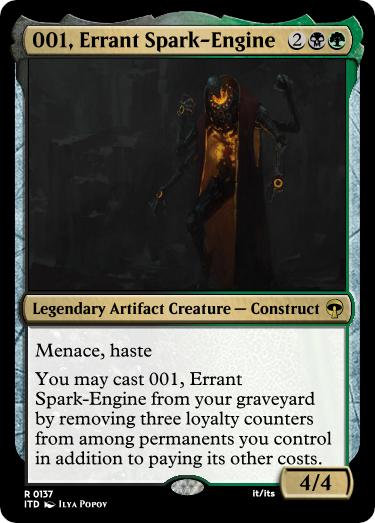 001, Errant Spark-Engine 2
Legendary Artifact Creature — Construct
Menace, haste
You may cast 001, Errant
Spark-Engine from your graveyard
by removing three loyalty counters
from among permanents you control
in addition to paying its other costs.
4/4
R 0137
it/its
ITD Ilya Popov